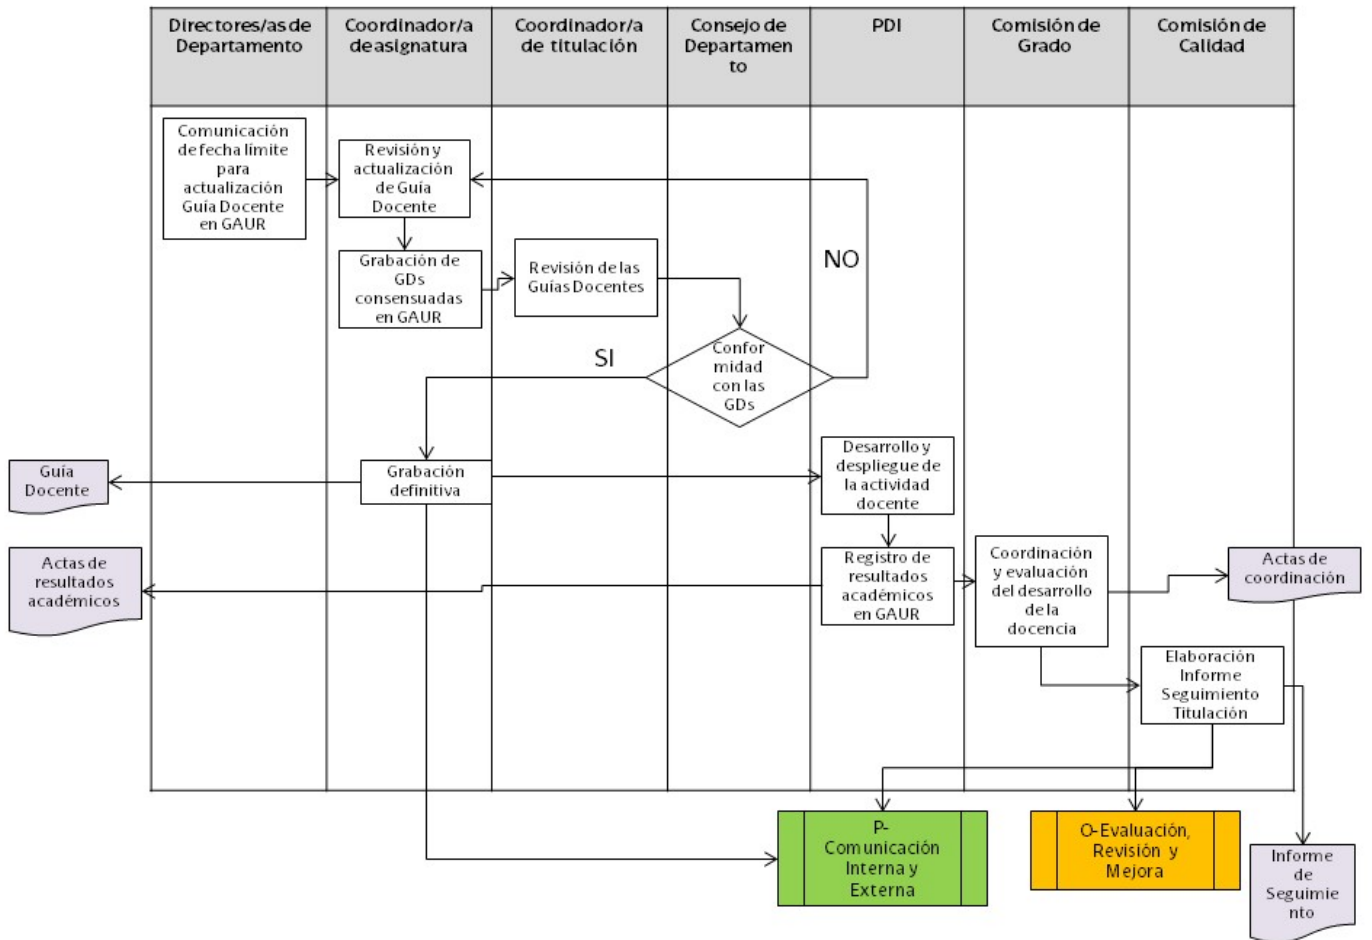 Directores/as de
Departamento
Coordinador/a
de asignatura
Coordinador/a
de titulación
Consejo de
Departamen
to
PDI
Comisión de
Grado
Comisión de
Calidad
Comunicación
de fecha límite
para
actualización
Guía Docente
en GAUR
Revisión y
actualización
de Guía
Docente
Grabación de
GDs
consensuadas
en GAUR
Revisión de las
Guías Docentes
NO
SI
Confor
midad
con las
GDs
Guía
Docente
Grabación
definitiva
Desarrollo y
despliegue de
la actividad
docente
Actas de
resultados
académicos
Registro de
resultados
académicos
en GAUR
Coordinación
y evaluación
del desarrollo
de la
docencia
Actas de
coordinación
Elaboración
Informe
Seguimiento
Titulación
P-
Comunicación
Interna y
Externa
O-Evaluación,
Revisión y
Mejora
Informe
de
Seguimie
nto